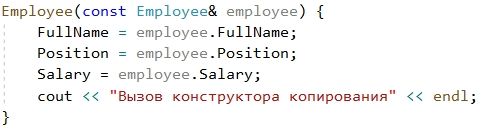 Employee(const Employee& employee) {
FullName = employee.FullName;
Position = employee.Position;
Salary = employee.Salary;
cout << "Вызов конструктора копирования" << endl;
}